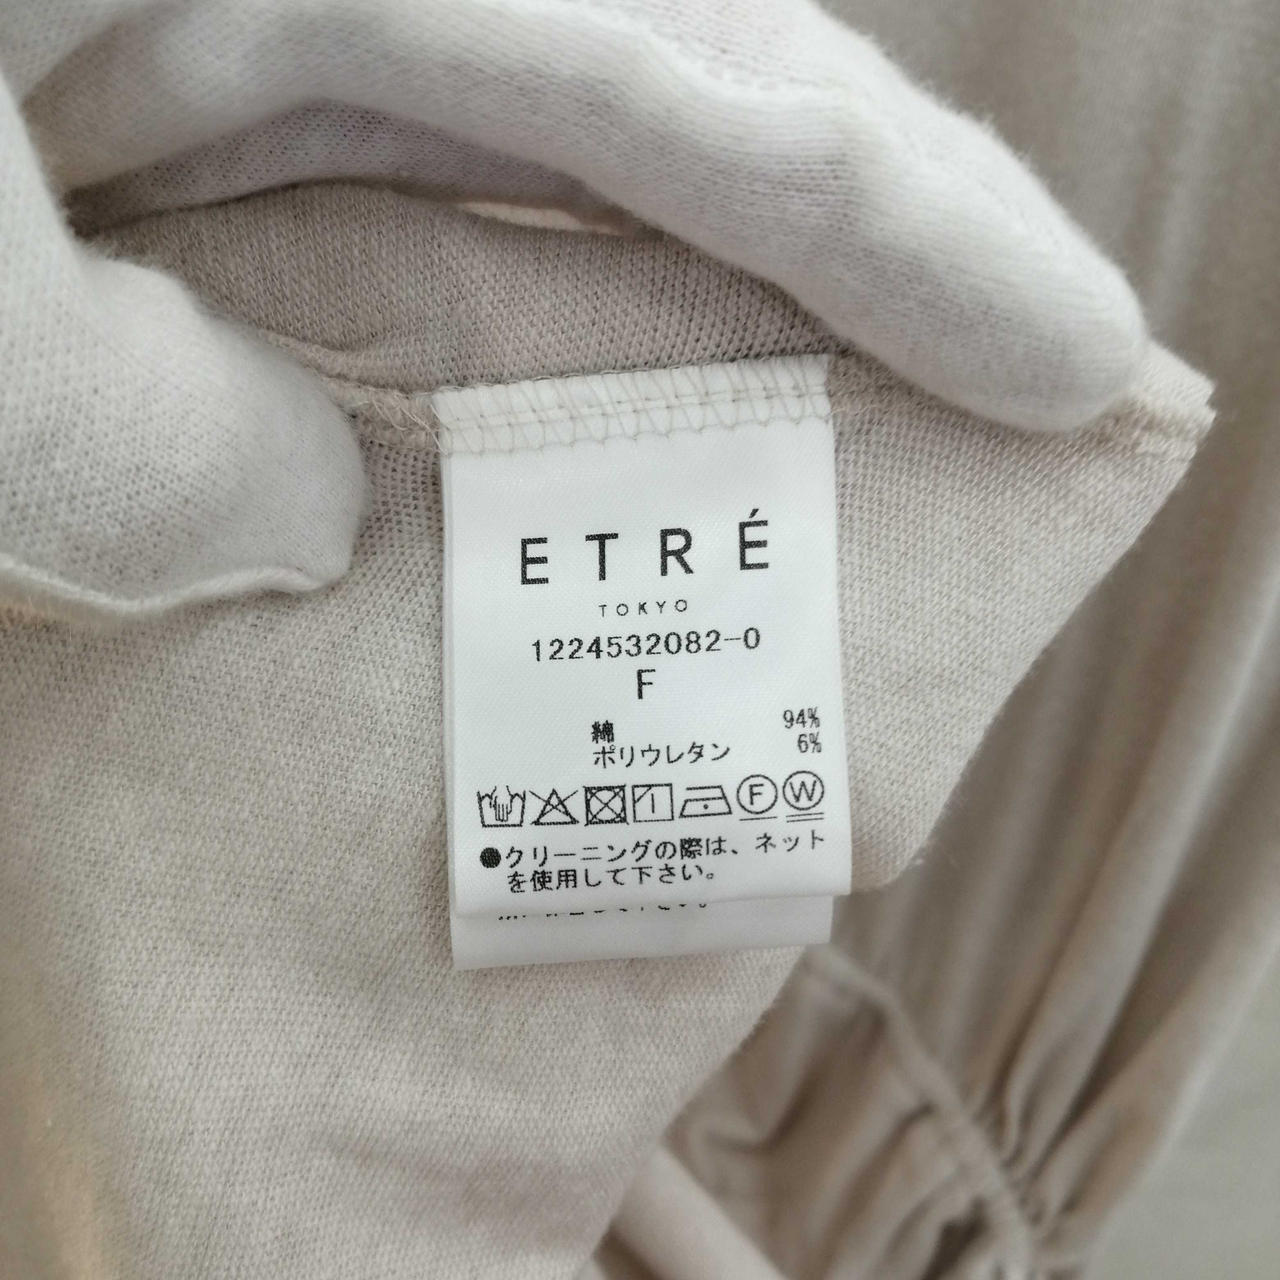 ETRÉ
TOKYO
1224532082-0
F
綿 94%
ポリウレタン 6%
F W
●クリーニングの際は、ネット
を使用して下さい。